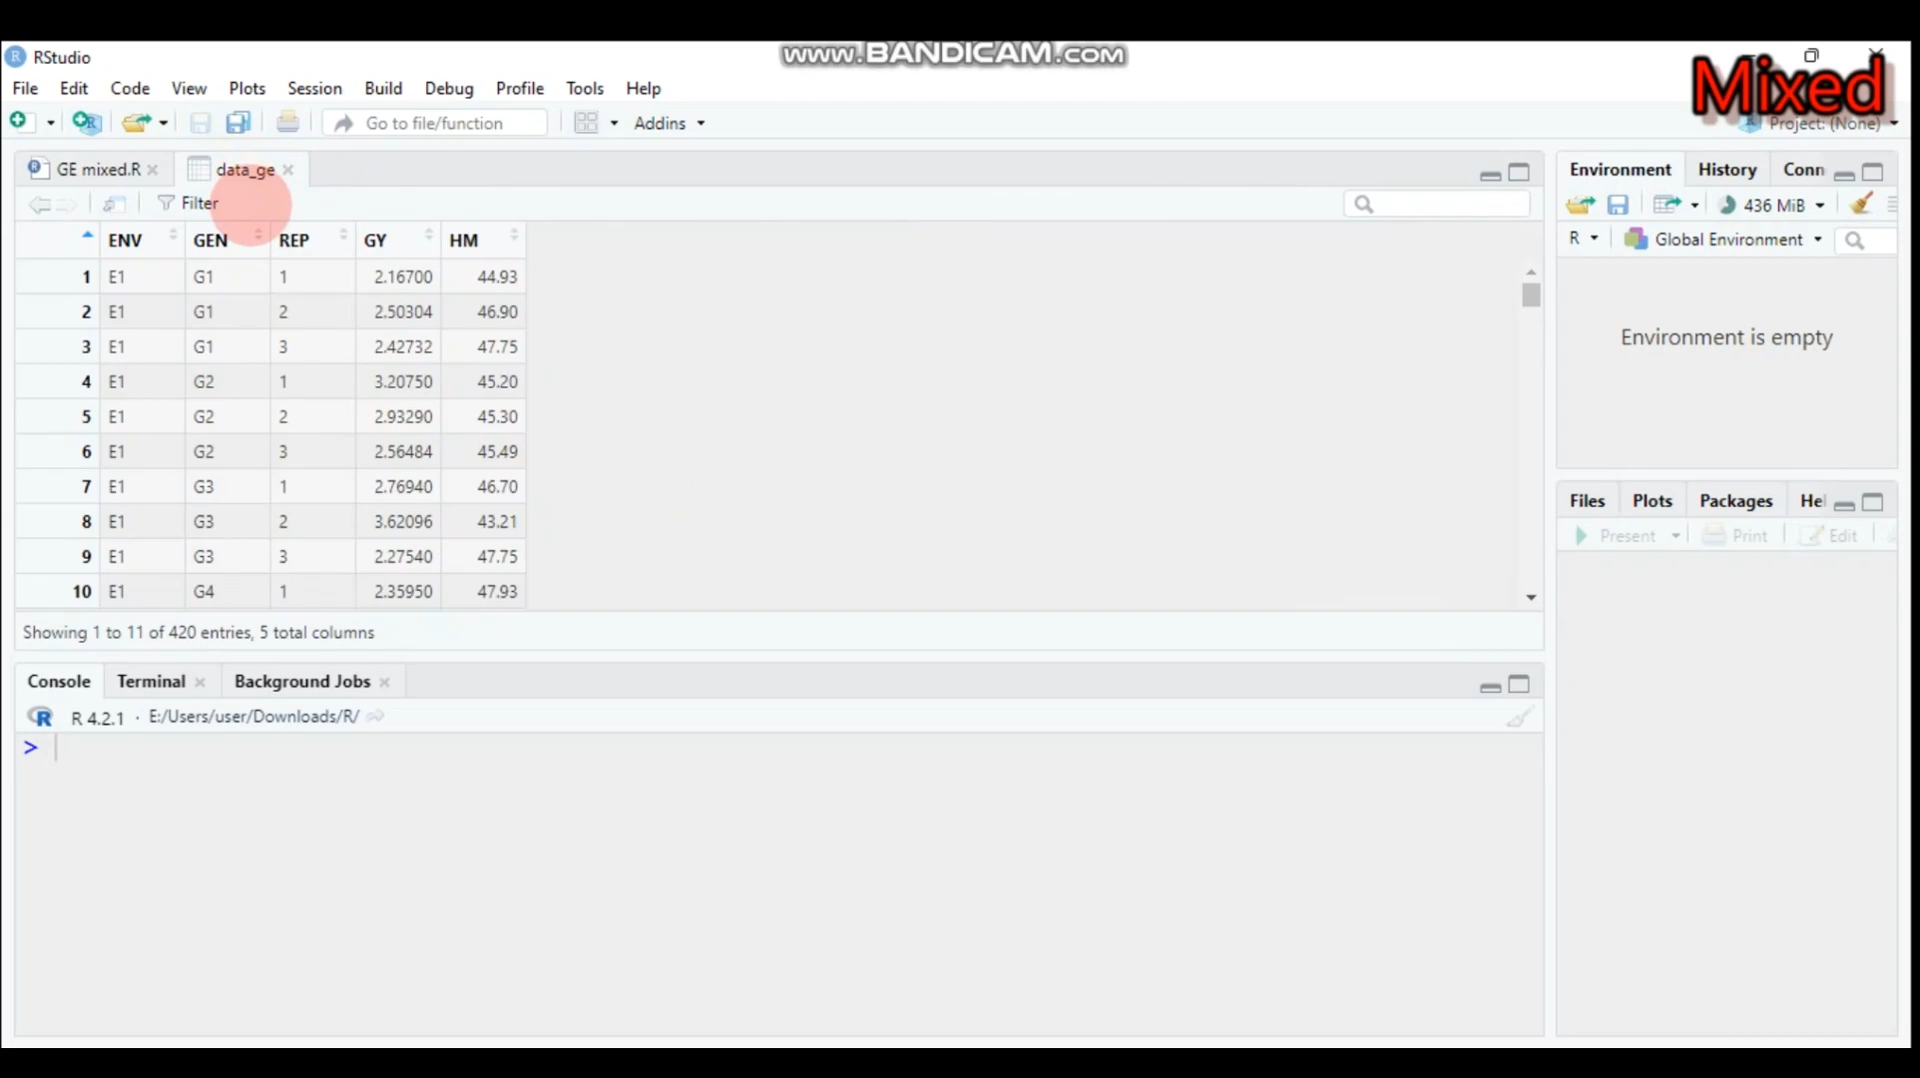 www.BANDICAM.com
RStudio
Mixed
File Edit Code View Plots Session Build Debug Profile Tools Help
Go to file/function Addins Project: (None)
GE mixed.R data_ge
Environment History Conn
Filter
436 MiB
R Global Environment
ENV GEN REP GY HM
1 E1 G1 1 2.16700 44.93
2 E1 G1 2 2.50304 46.90
3 E1 G1 3 2.42732 47.75
4 E1 G2 1 3.20750 45.20
5 E1 G2 2 2.93290 45.30
6 E1 G2 3 2.56484 45.49
7 E1 G3 1 2.76940 46.70
8 E1 G3 2 3.62096 43.21
9 E1 G3 3 2.27540 47.75
10 E1 G4 1 2.35950 47.93
Showing 1 to 11 of 420 entries, 5 total columns
Environment is empty
Files Plots Packages Hel
Present Print Edit
Console Terminal Background Jobs
R 4.2.1 · E:/Users/user/Downloads/R/
>